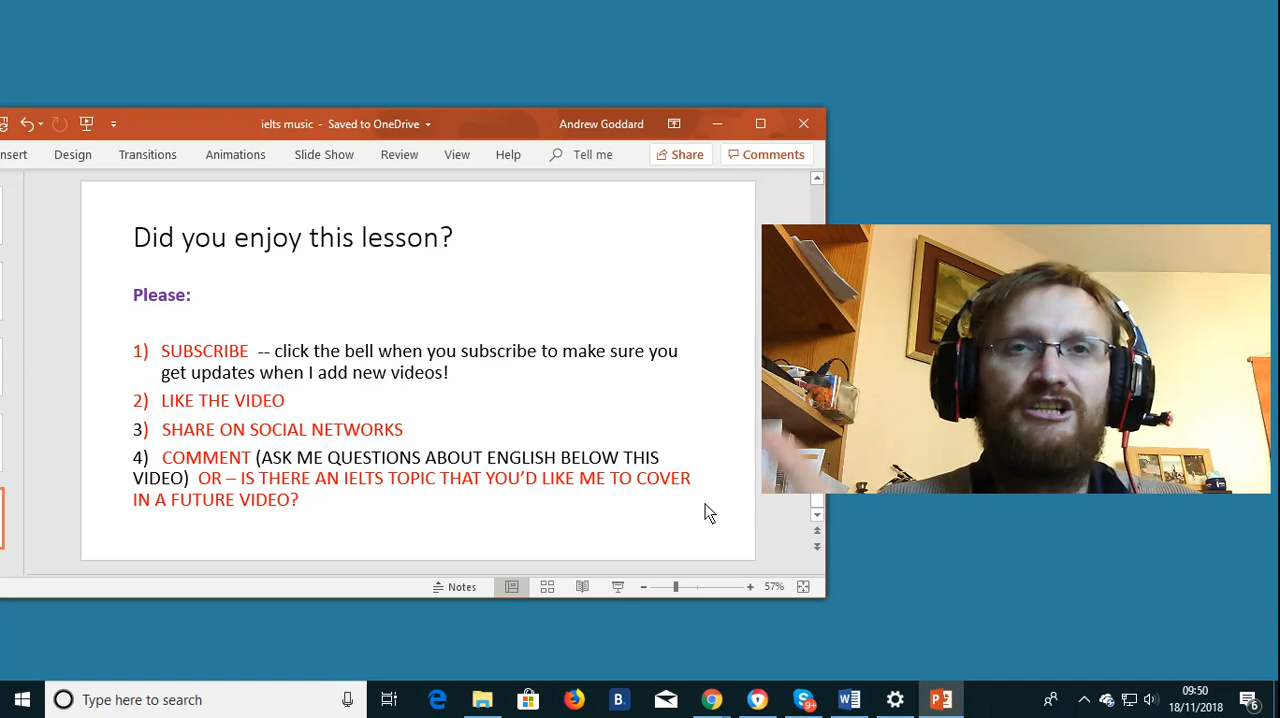 ielts music - Saved to OneDrive
Andrew Goddard
nsert Design Transitions Animations Slide Show Review View Help Tell me Share Comments
Did you enjoy this lesson?
Please:
1) SUBSCRIBE -- click the bell when you subscribe to make sure you
get updates when I add new videos!
2) LIKE THE VIDEO
3) SHARE ON SOCIAL NETWORKS
4) COMMENT (ASK ME QUESTIONS ABOUT ENGLISH BELOW THIS
VIDEO) OR – IS THERE AN IELTS TOPIC THAT YOU'D LIKE ME TO COVER
IN A FUTURE VIDEO?
Notes 57%
Type here to search
B.
9+
09:50
18/11/2018
6